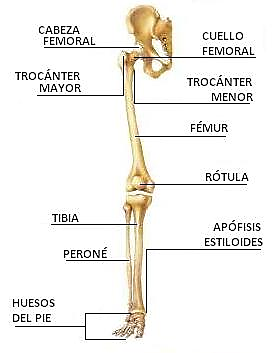 CABEZA
FEMORAL
CUELLO
FEMORAL
TROCÁNTER
MAYOR
TROCÁNTER
MENOR
FÉMUR
RÓTULA
TIBIA
APÓFISIS
ESTILOIDES
PERONÉ
HUESOS
DEL PIE